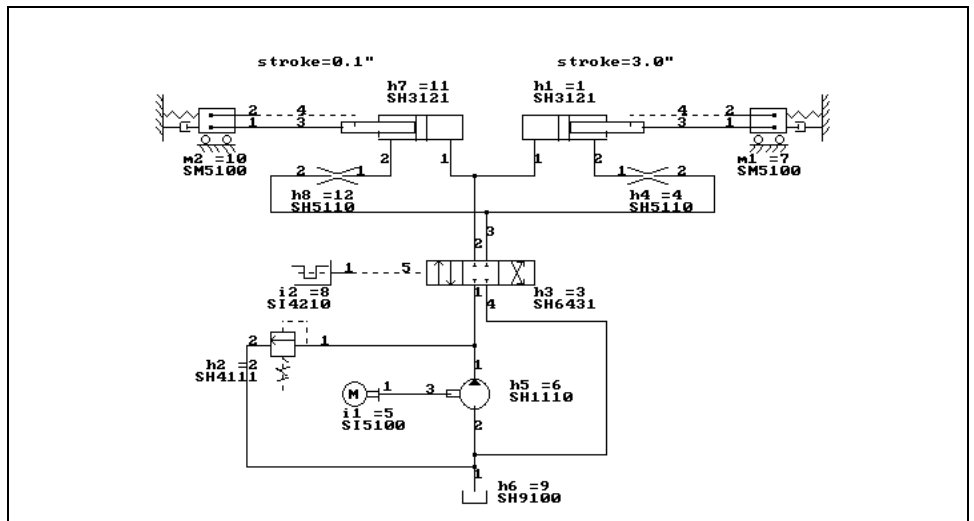 stroke=0.1" stroke=3.0"
h7 =11 h1 =1
SH3121 SH3121
2 4 4 2
1 3 3 1
m2 =10 2 1 1 2 m1 =7
SM5100 SM5100
2 1 1 2
h8 =12 h4 =4
SH5110 SH5110
3
2
1 5
i2 =8 1 h3 =3
SI4210 4 SH6431
2 1
h2 =2 1
SH4111
M 1 3 h5 =6
SH1110
i1 =5
SI5100 2
1
h6 =9
SH9100